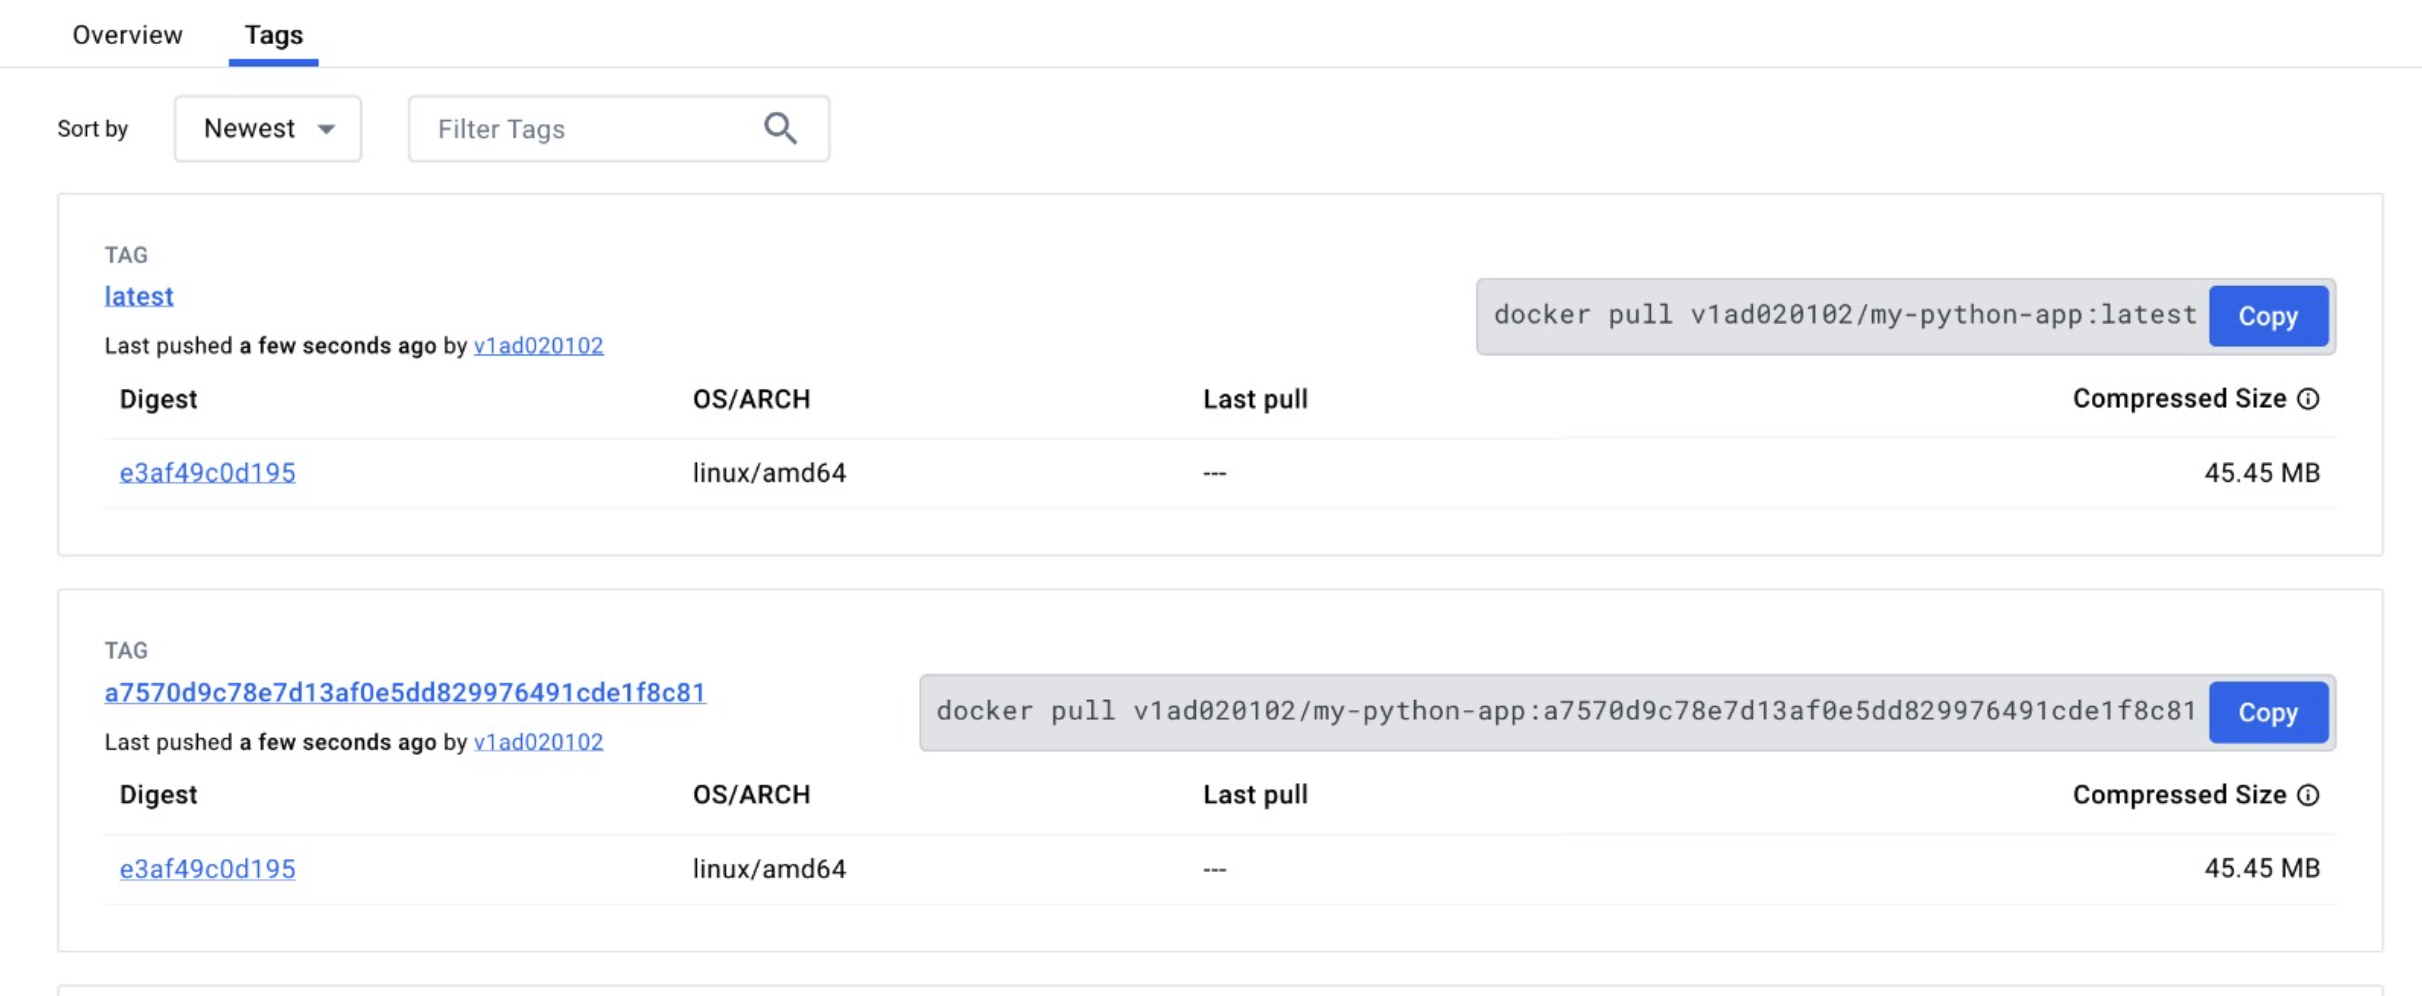 Overview Tags
Sort by Newest Filter Tags
TAG
latest
docker pull v1ad020102/my-python-app:latest Copy
Last pushed a few seconds ago by v1ad020102
Digest OS/ARCH Last pull Compressed Size
e3af49c0d195 linux/amd64 --- 45.45 MB
TAG
a7570d9c78e7d13af0e5dd829976491cde1f8c81
docker pull v1ad020102/my-python-app:a7570d9c78e7d13af0e5dd829976491cde1f8c81 Copy
Last pushed a few seconds ago by v1ad020102
Digest OS/ARCH Last pull Compressed Size
e3af49c0d195 linux/amd64 --- 45.45 MB